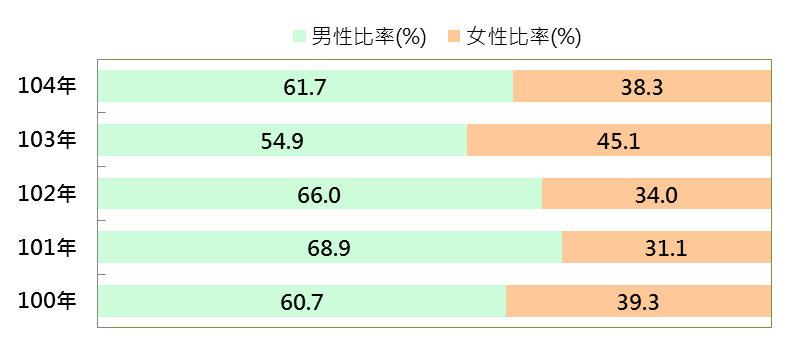 男性比率(%) 女性比率(%)
104年 61.7 38.3
103年 54.9 45.1
102年 66.0 34.0
101年 68.9 31.1
100年 60.7 39.3